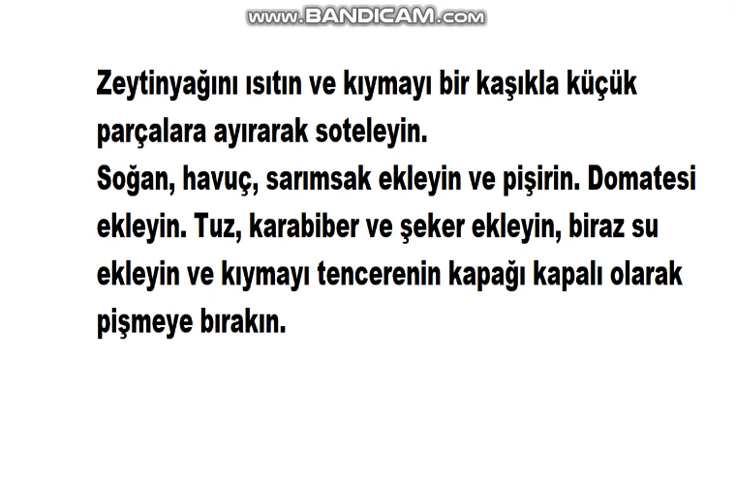 www.BANDICAM.com
Zeytinyağını ısıtın ve kıymayı bir kaşıkla küçük
parçalara ayırarak soteleyin.
Soğan, havuç, sarımsak ekleyin ve pişirin. Domatesi
ekleyin. Tuz, karabiber ve şeker ekleyin, biraz su
ekleyin ve kıymayı tencerenin kapağı kapalı olarak
pişmeye bırakın.